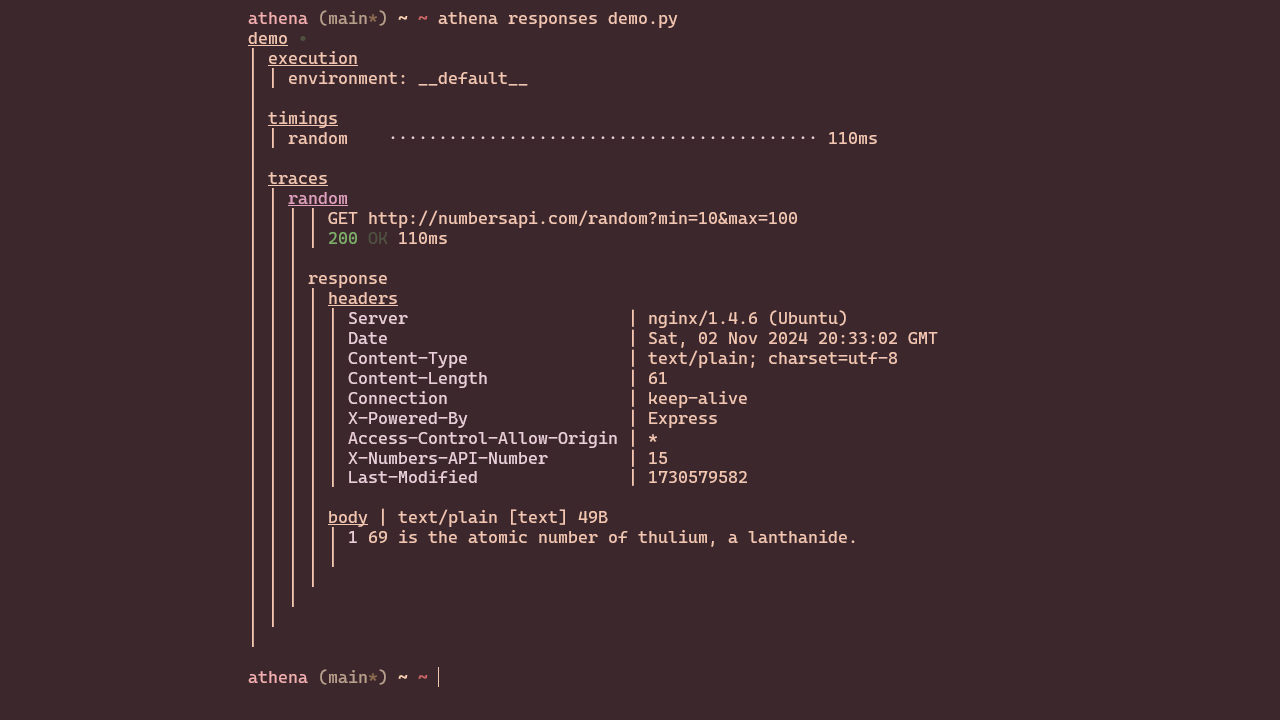 athena (main*) ~ ~ athena responses demo.py
demo •
execution
environment: __default__
timings
random ··········································· 110ms
traces
random
GET http://numbersapi.com/random?min=10&max=100
200 OK 110ms
response
headers
Server | nginx/1.4.6 (Ubuntu)
Date | Sat, 02 Nov 2024 20:33:02 GMT
Content-Type | text/plain; charset=utf-8
Content-Length | 61
Connection | keep-alive
X-Powered-By | Express
Access-Control-Allow-Origin | *
X-Numbers-API-Number | 15
Last-Modified | 1730579582
body | text/plain [text] 49B
1 69 is the atomic number of thulium, a lanthanide.
athena (main*) ~ ~